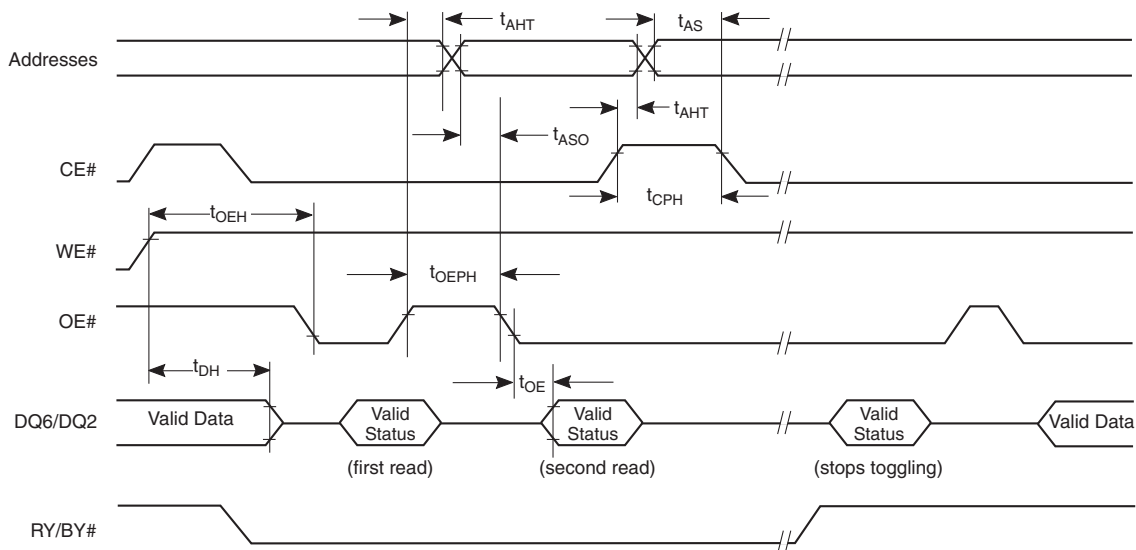 tAHT
tAS
Addresses
tAHT
tASO
CE#
tCPH
tOEH
WE#
tOEPH
OE#
tDH
tOE
DQ6/DQ2
Valid Data
Valid
Status
Valid
Status
Valid
Status
Valid Data
(first read)
(second read)
(stops toggling)
RY/BY#